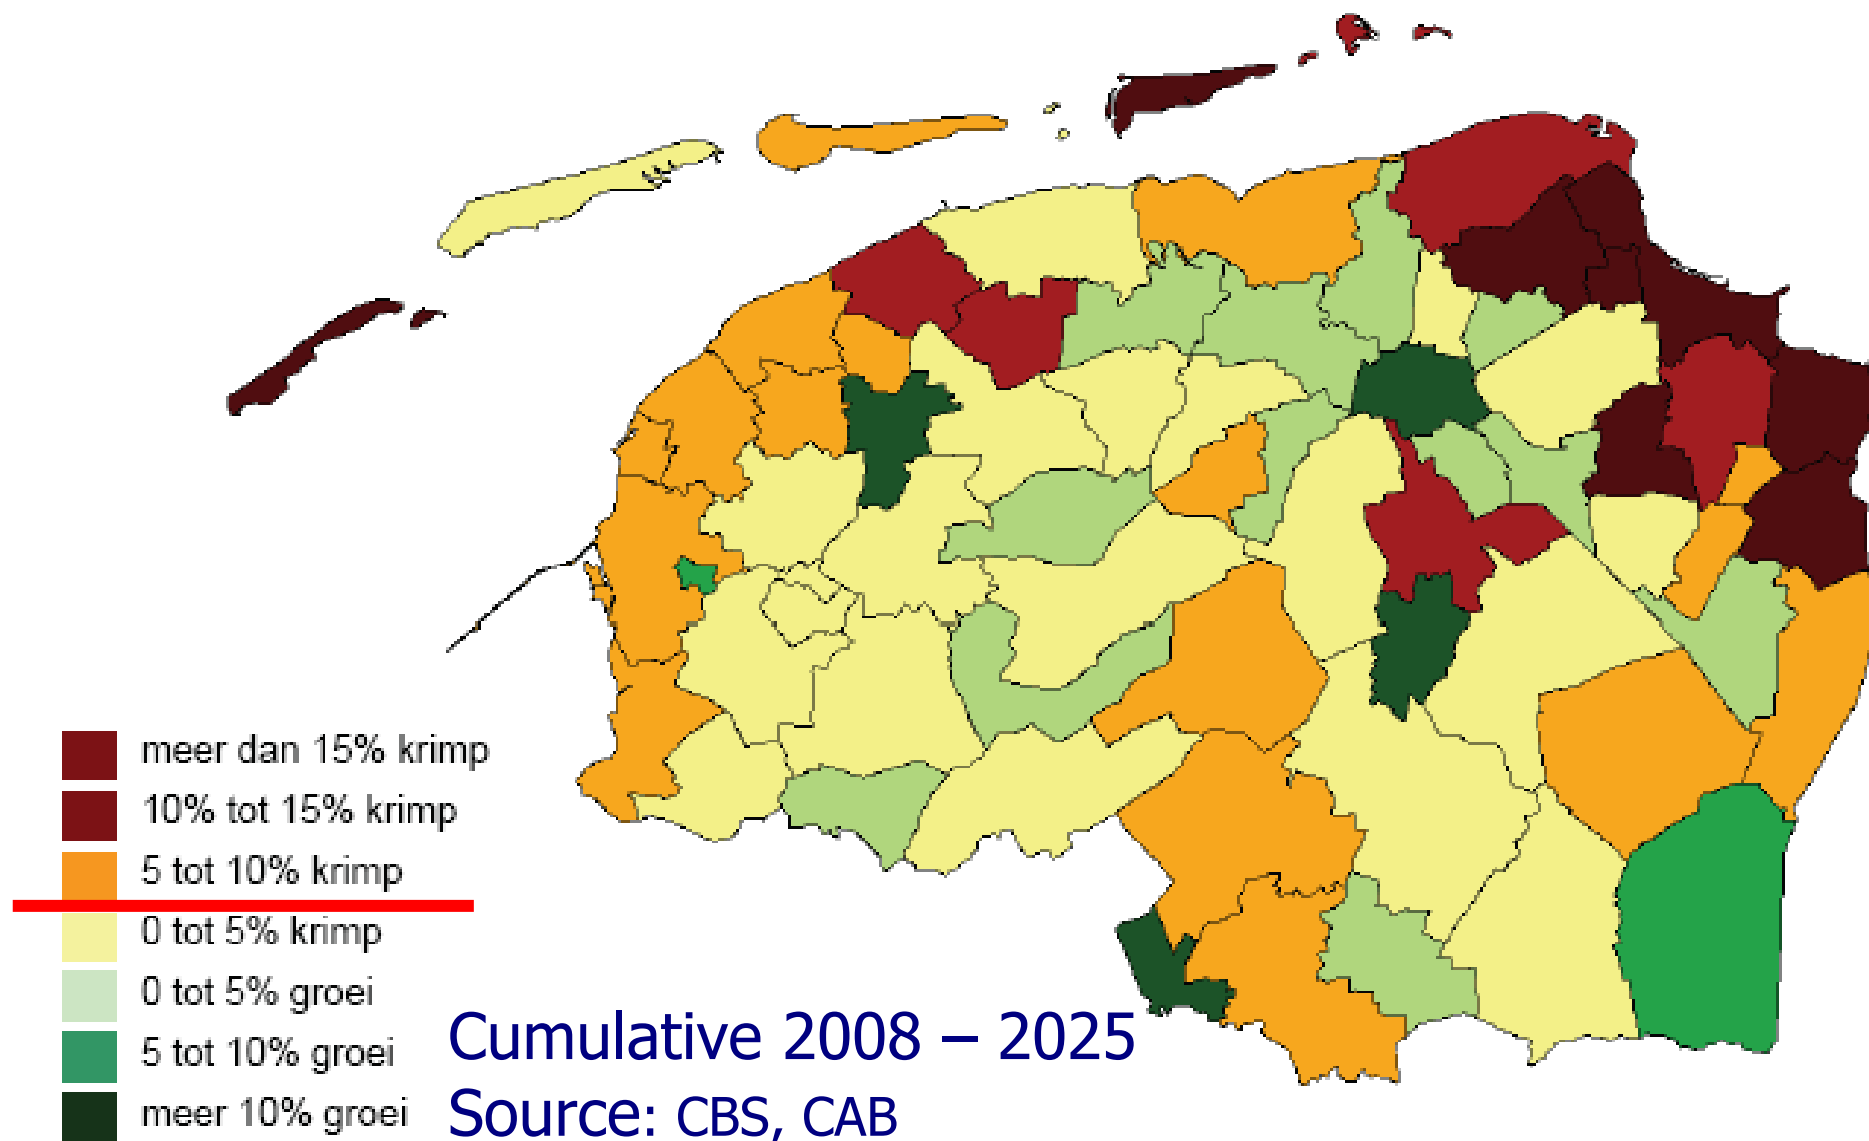 meer dan 15% krimp
10% tot 15% krimp
5 tot 10% krimp
0 tot 5% krimp
0 tot 5% groei
5 tot 10% groei
meer 10% groei
Cumulative 2008 – 2025
Source: CBS, CAB